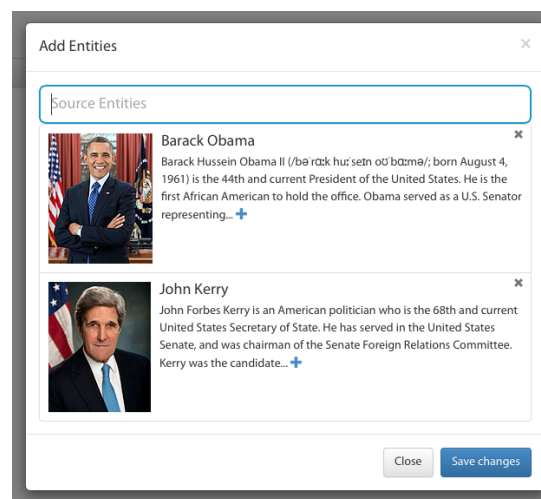 Add Entities ×
Source Entities
Barack Obama ✖
Barack Hussein Obama II (/bəˈrɑːk huːˈseɪn oʊˈbɑːmə/; born August 4,
1961) is the 44th and current President of the United States. He is the
first African American to hold the office. Obama served as a U.S. Senator
representing... ✚
John Kerry ✖
John Forbes Kerry is an American politician who is the 68th and current
United States Secretary of State. He has served in the United States
Senate, and was chairman of the Senate Foreign Relations Committee.
Kerry was the candidate... ✚
Close Save changes